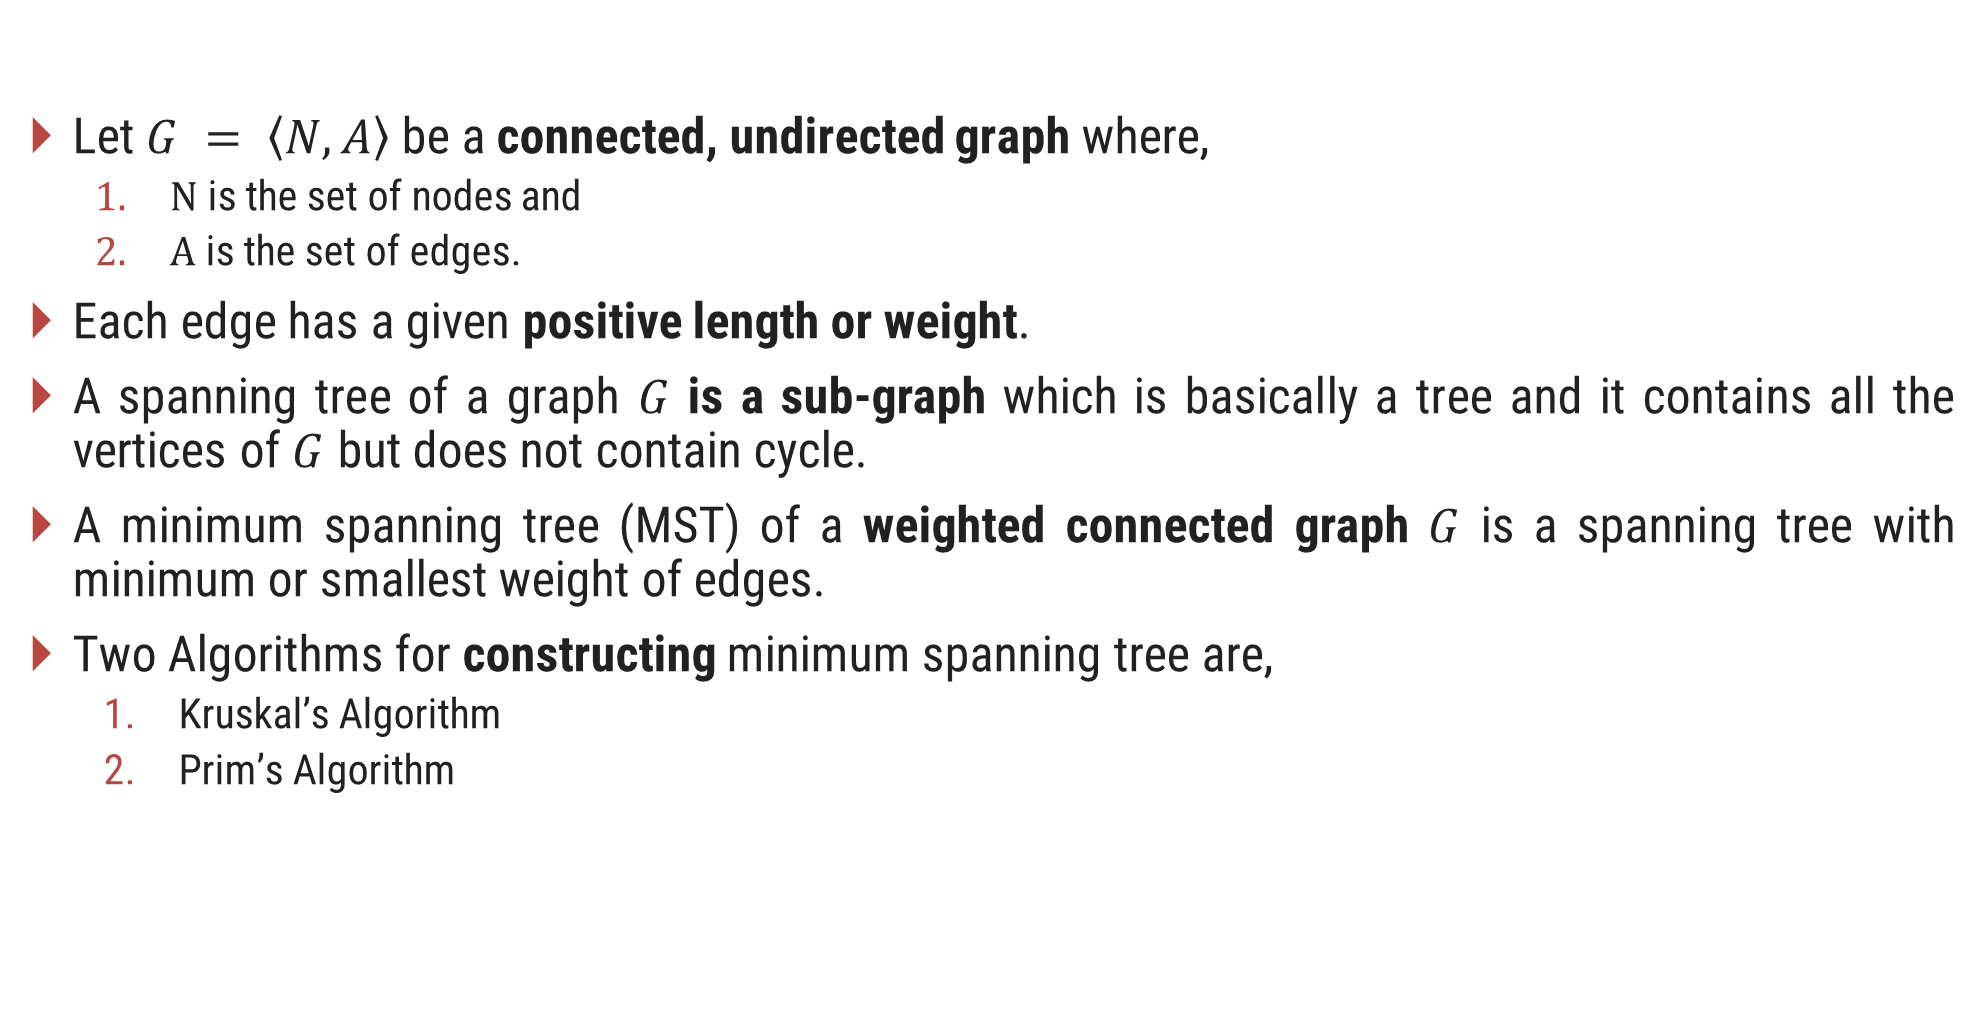 Let G = ⟨N, A⟩ be a connected, undirected graph where,
1. N is the set of nodes and
2. A is the set of edges.
Each edge has a given positive length or weight.
A spanning tree of a graph G is a sub-graph which is basically a tree and it contains all the
vertices of G but does not contain cycle.
A minimum spanning tree (MST) of a weighted connected graph G is a spanning tree with
minimum or smallest weight of edges.
Two Algorithms for constructing minimum spanning tree are,
1. Kruskal’s Algorithm
2. Prim’s Algorithm